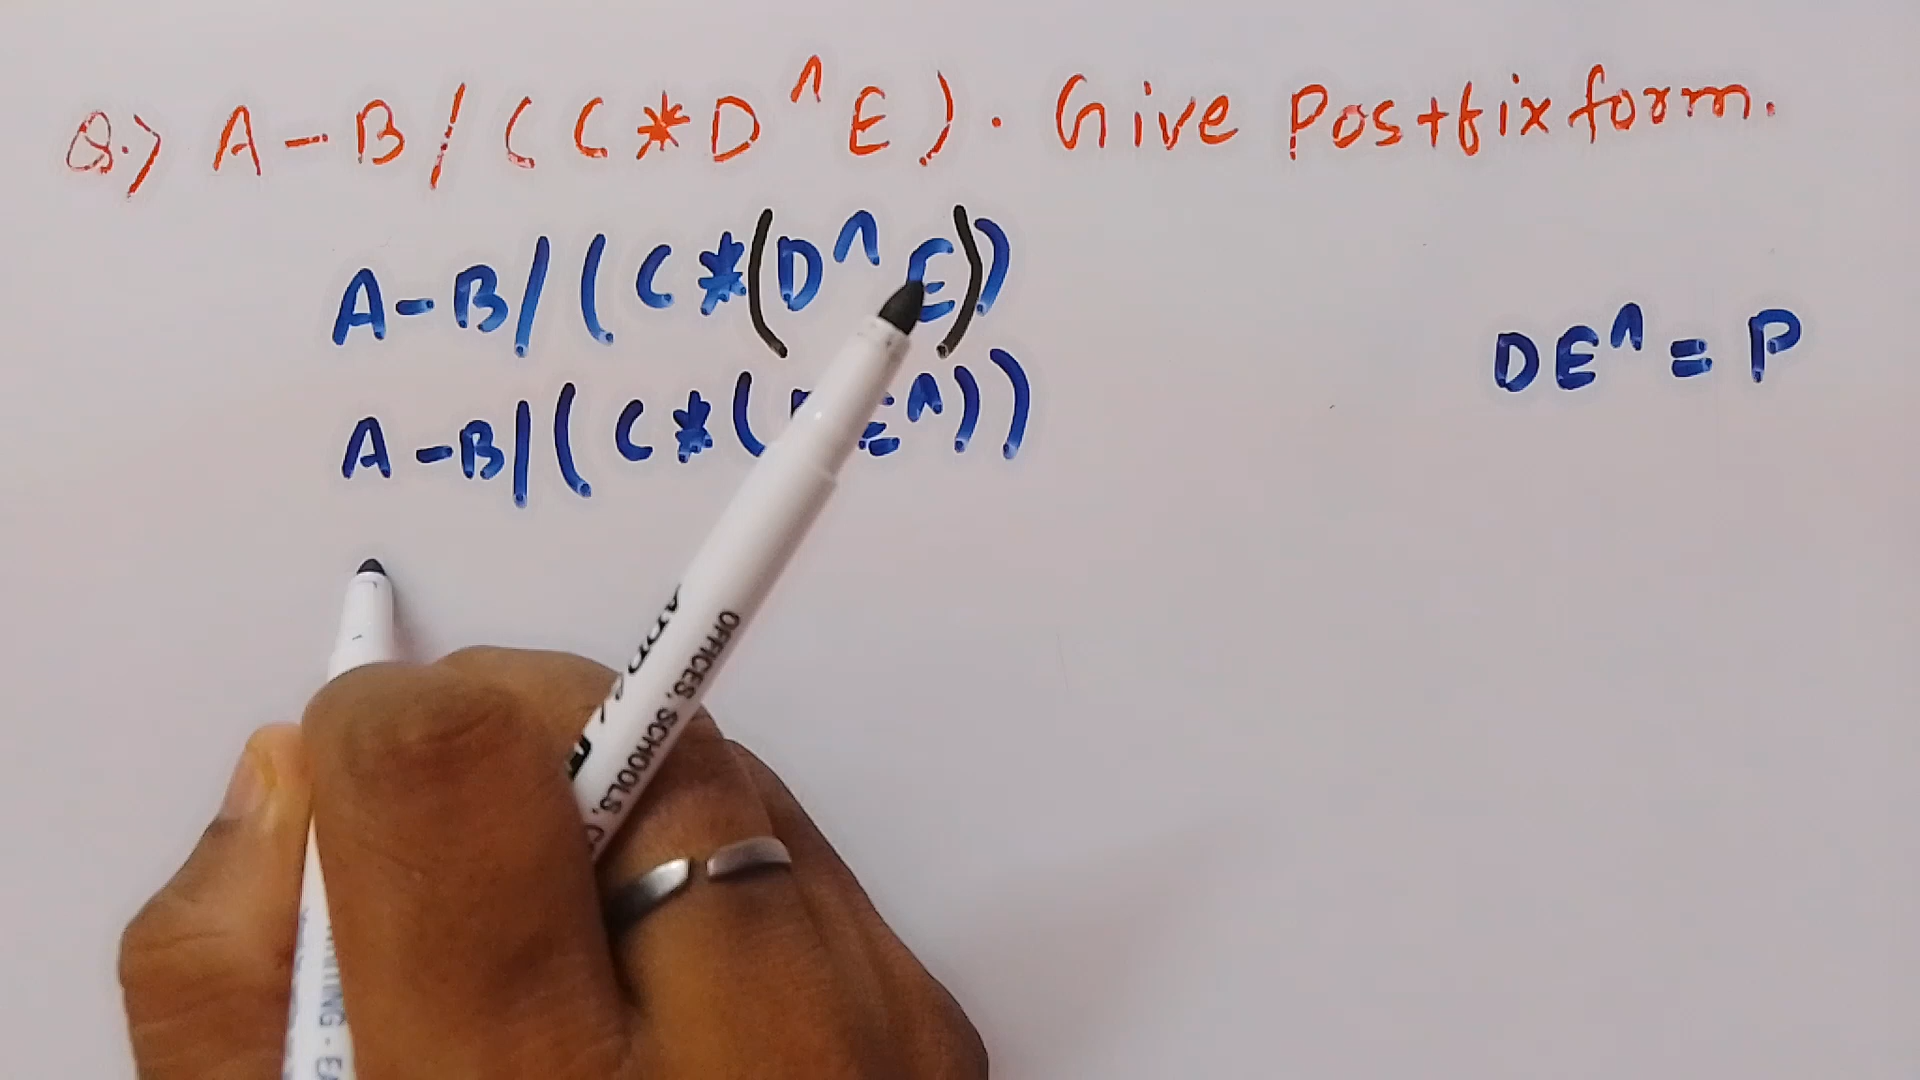 Q.) A-B/(C*D^E). Give Postfix form.
A-B/(C*(D^E))
A-B/(C*( E^))
DE^ = P
OFFICES, SCHOOLS,